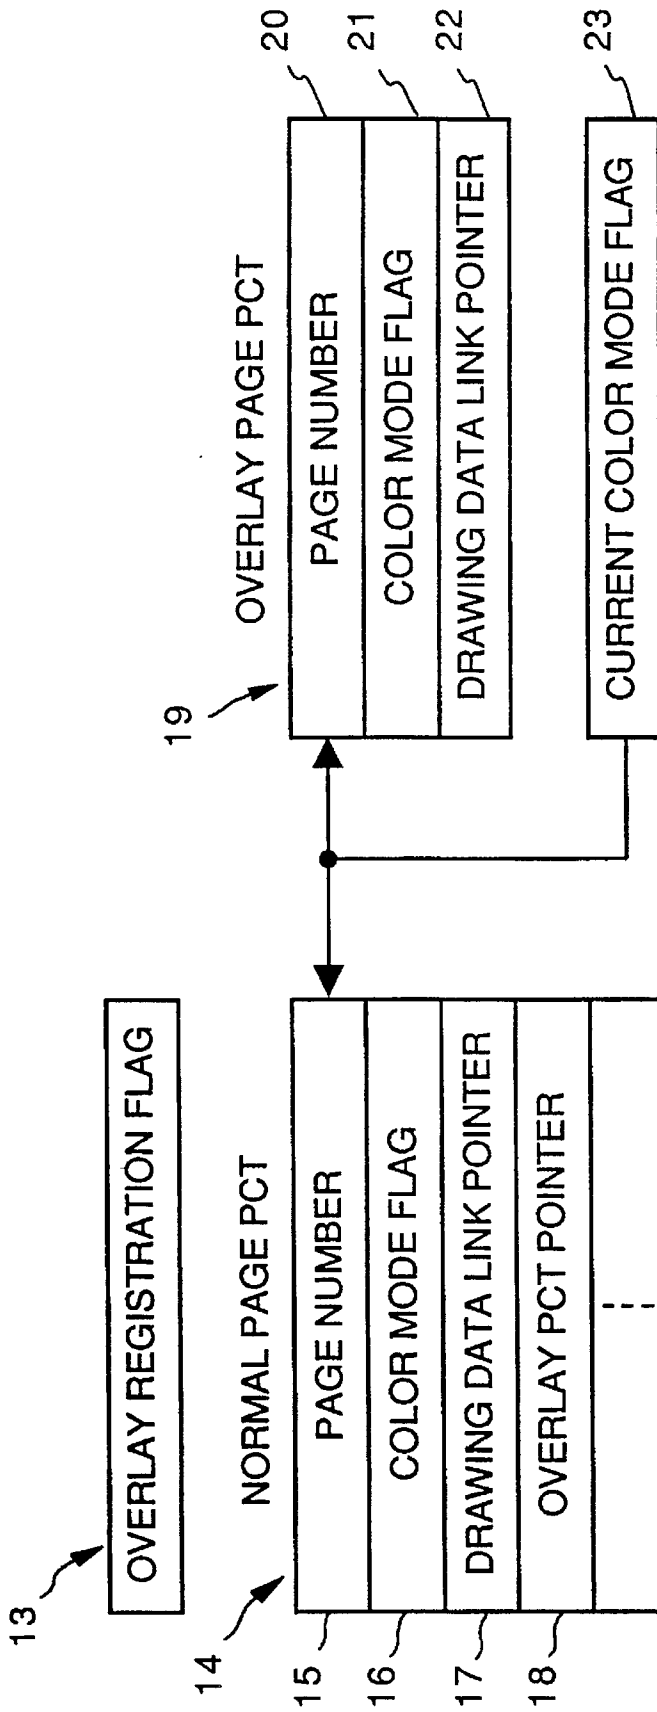 13
OVERLAY REGISTRATION FLAG
14
NORMAL PAGE PCT
15
PAGE NUMBER
16
COLOR MODE FLAG
17
DRAWING DATA LINK POINTER
18
OVERLAY PCT POINTER
19
OVERLAY PAGE PCT
PAGE NUMBER
20
COLOR MODE FLAG
21
DRAWING DATA LINK POINTER
22
CURRENT COLOR MODE FLAG
23